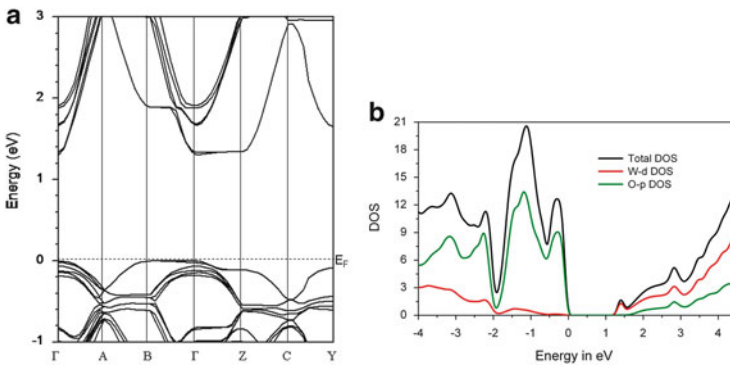 a
Energy (eV)
3
2
1
0
-1
E_F
Γ A B Γ Z C Y
b
DOS
21
18
15
12
9
6
3
0
Total DOS
W-d DOS
O-p DOS
-4 -3 -2 -1 0 1 2 3 4
Energy in eV